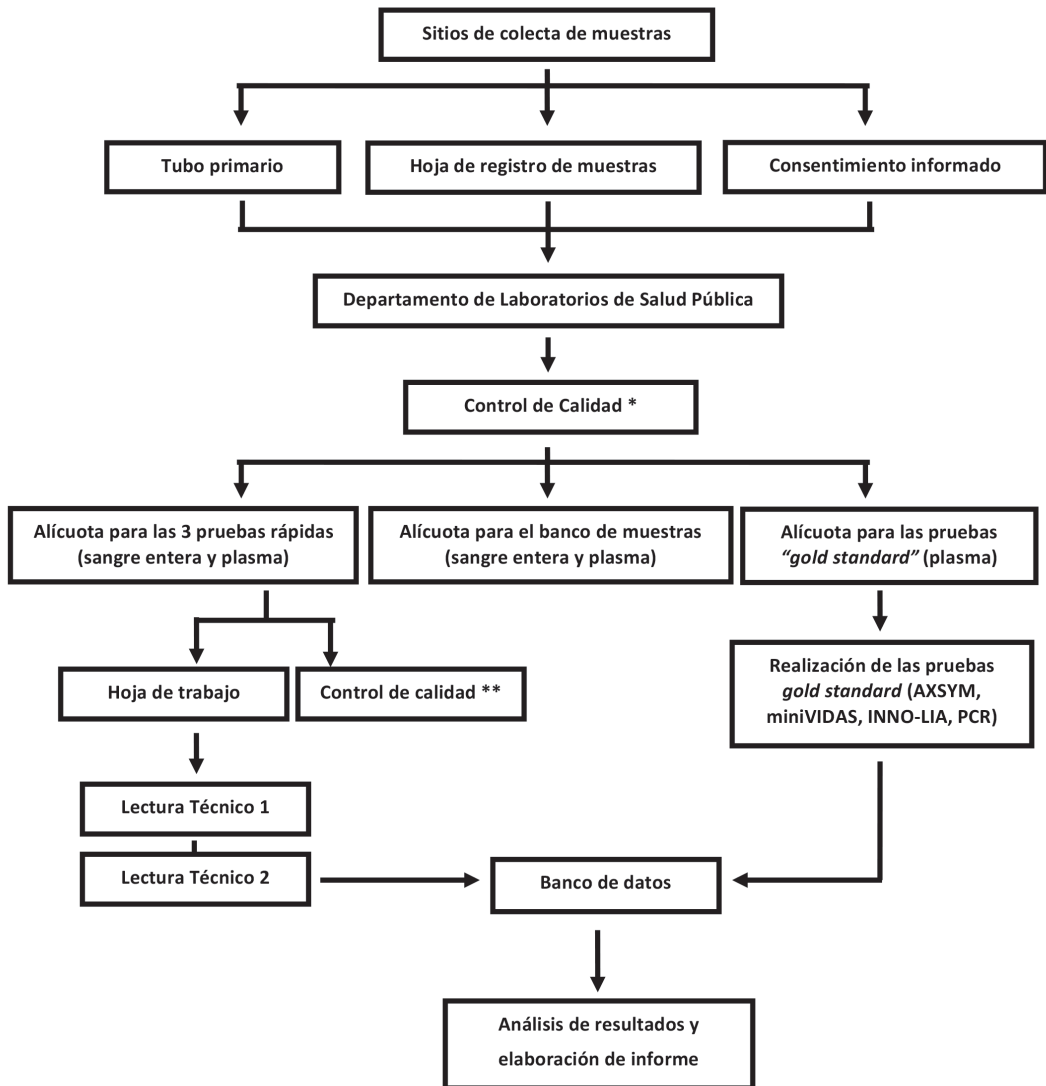 Sitios de colecta de muestras
Tubo primario
Hoja de registro de muestras
Consentimiento informado
Departamento de Laboratorios de Salud Pública
Control de Calidad *
Alícuota para las 3 pruebas rápidas
(sangre entera y plasma)
Alícuota para el banco de muestras
(sangre entera y plasma)
Alícuota para las pruebas
“gold standard” (plasma)
Hoja de trabajo
Control de calidad **
Realización de las pruebas
gold standard (AXSYM,
miniVIDAS, INNO-LIA, PCR)
Lectura Técnico 1
Lectura Técnico 2
Banco de datos
Análisis de resultados y
elaboración de informe